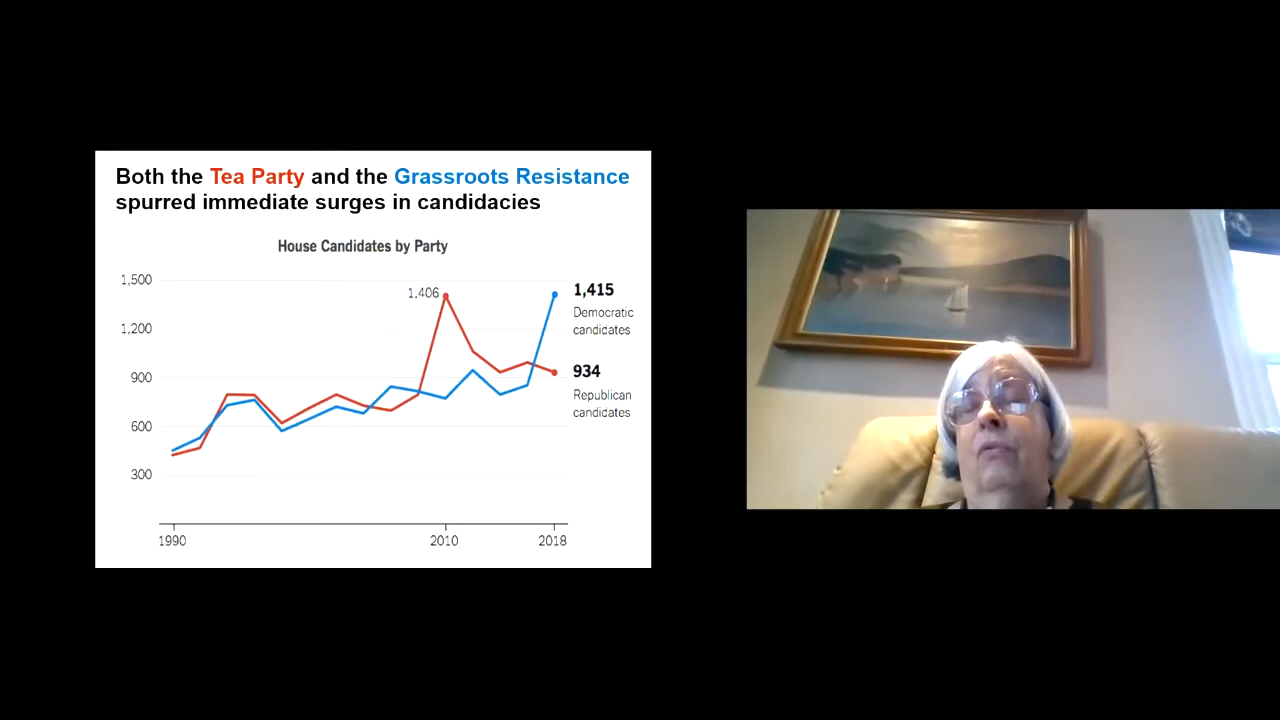 Both the Tea Party and the Grassroots Resistance
spurred immediate surges in candidacies
House Candidates by Party
1,500
1,200
900
600
300
1,406
1,415
Democratic
candidates
934
Republican
candidates
1990
2010
2018